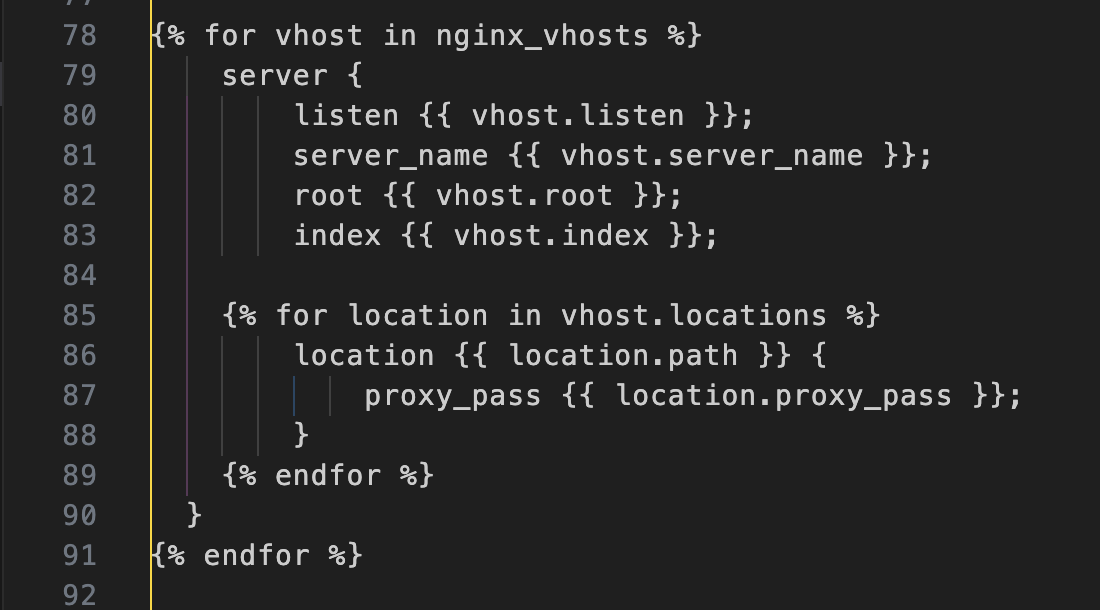 78 {% for vhost in nginx_vhosts %}
79     server {
80         listen {{ vhost.listen }};
81         server_name {{ vhost.server_name }};
82         root {{ vhost.root }};
83         index {{ vhost.index }};
84
85     {% for location in vhost.locations %}
86         location {{ location.path }} {
87             proxy_pass {{ location.proxy_pass }};
88         }
89     {% endfor %}
90   }
91 {% endfor %}
92